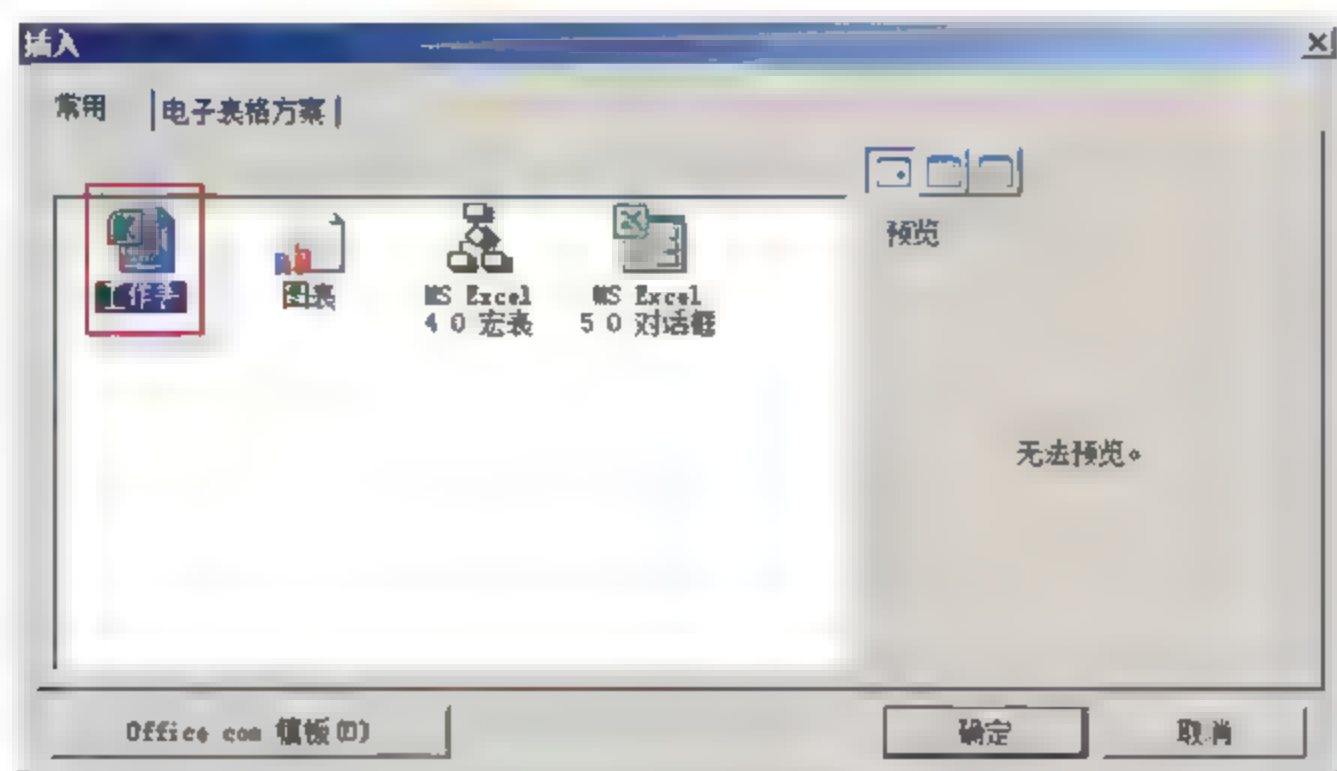 插入
常用 电子表格方案
工作表 图表 MS Excel 4.0 宏表 MS Excel 5.0 对话框
预览
无法预览。
Office.com 模板(D) 确定 取消